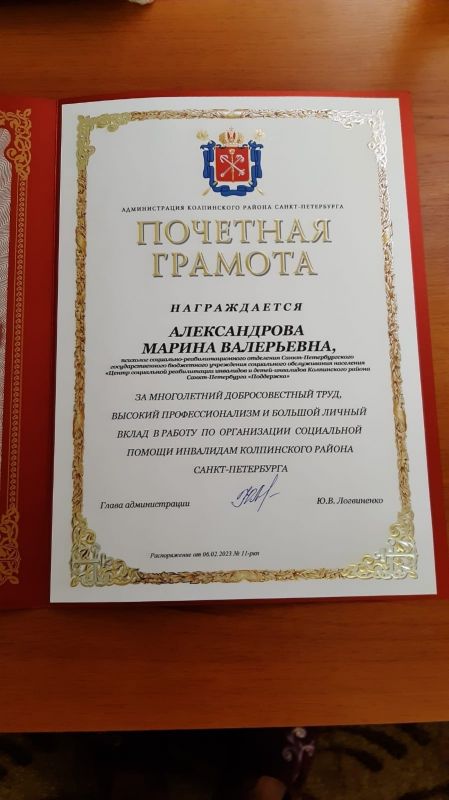 АДМИНИСТРАЦИЯ КОЛПИНСКОГО РАЙОНА САНКТ-ПЕТЕРБУРГА
ПОЧЕТНАЯ
ГРАМОТА
НАГРАЖДАЕТСЯ
АЛЕКСАНДРОВА
МАРИНА ВАЛЕРЬЕВНА,
психолог социально-реабилитационного отделения Санкт-Петербургского
государственного бюджетного учреждения социального обслуживания населения
«Центр социальной реабилитации инвалидов и детей-инвалидов Колпинского района
Санкт-Петербурга «Поддержка»
ЗА МНОГОЛЕТНИЙ ДОБРОСОВЕСТНЫЙ ТРУД,
ВЫСОКИЙ ПРОФЕССИОНАЛИЗМ И БОЛЬШОЙ ЛИЧНЫЙ
ВКЛАД В РАБОТУ ПО ОРГАНИЗАЦИИ СОЦИАЛЬНОЙ
ПОМОЩИ ИНВАЛИДАМ КОЛПИНСКОГО РАЙОНА
САНКТ-ПЕТЕРБУРГА
Глава администрации Ю.В. Логвиненко
Распоряжение от 06.02.2023 № 11-ркн